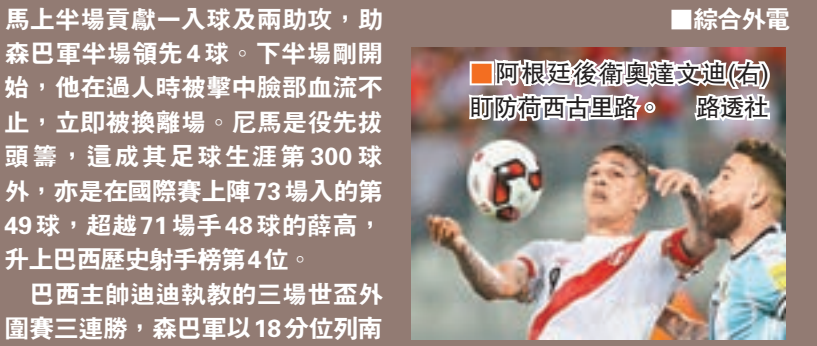 馬上半場貢獻一入球及兩助攻，助
森巴軍半場領先4球。下半場剛開
始，他在過人時被擊中臉部血流不
止，立即被換離場。尼馬是役先拔
頭籌，這成其足球生涯第300球
外，亦是在國際賽上陣73場入的第
49球，超越71場手48球的薛高，
升上巴西歷史射手榜第4位。
巴西主帥迪迪執教的三場世盃外
圍賽三連勝，森巴軍以18分位列南
■綜合外電
■阿根廷後衛奧達文迪(右)
盯防荷西古里路。 路透社